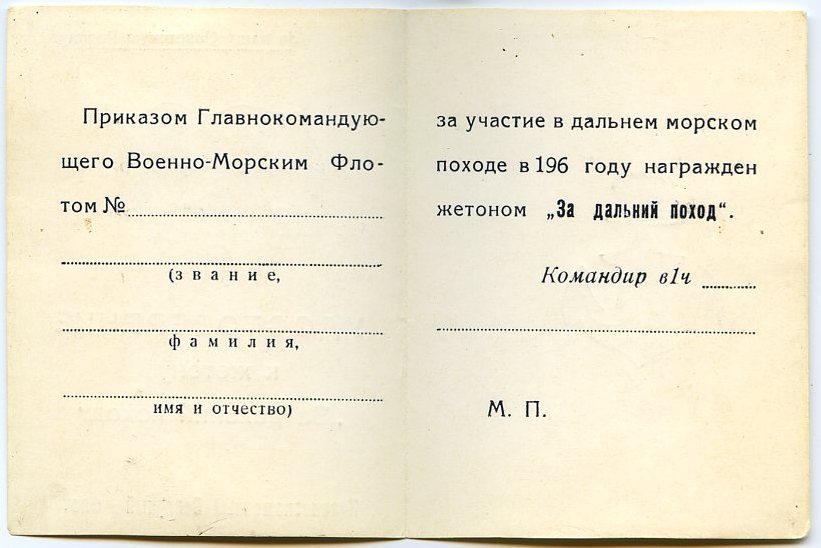 Приказом Главнокомандую-
щего Военно-Морским Фло-
том №
(звание,
фамилия,
имя и отчество)
за участие в дальнем морском
походе в 196 году награжден
жетоном „За дальний поход“.
Командир в1ч
М. П.